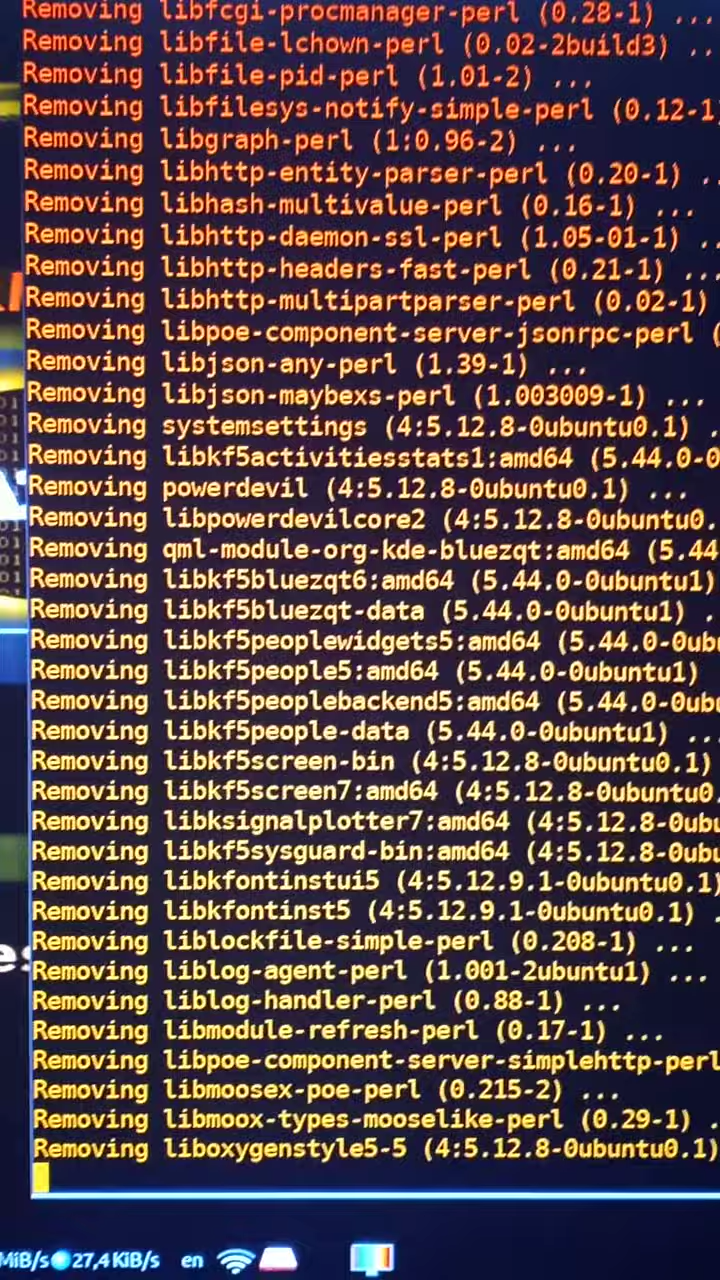 Removing libfcgi-procmanager-perl (0.28-1) ...
Removing libfile-lchown-perl (0.02-2build3) ..
Removing libfile-pid-perl (1.01-2) ...
Removing libfilesys-notify-simple-perl (0.12-1
Removing libgraph-perl (1:0.96-2) ...
Removing libhttp-entity-parser-perl (0.20-1) ..
Removing libhash-multivalue-perl (0.16-1) ...
Removing libhttp-daemon-ssl-perl (1.05-01-1) ..
Removing libhttp-headers-fast-perl (0.21-1) ...
Removing libhttp-multipartparser-perl (0.02-1)
Removing libpoe-component-server-jsonrpc-perl (
Removing libjson-any-perl (1.39-1) ...
Removing libjson-maybexs-perl (1.003009-1) ...
Removing systemsettings (4:5.12.8-0ubuntu0.1) .
Removing libkf5activitiesstats1:amd64 (5.44.0-0
Removing powerdevil (4:5.12.8-0ubuntu0.1) ...
Removing libpowerdevilcore2 (4:5.12.8-0ubuntu0.
Removing qml-module-org-kde-bluezqt:amd64 (5.44
Removing libkf5bluezqt6:amd64 (5.44.0-0ubuntu1)
Removing libkf5bluezqt-data (5.44.0-0ubuntu1) .
Removing libkf5peoplewidgets5:amd64 (5.44.0-0ub
Removing libkf5people5:amd64 (5.44.0-0ubuntu1)
Removing libkf5peoplebackend5:amd64 (5.44.0-0ub
Removing libkf5people-data (5.44.0-0ubuntu1) ...
Removing libkf5screen-bin (4:5.12.8-0ubuntu0.1)
Removing libkf5screen7:amd64 (4:5.12.8-0ubuntu0.
Removing libksignalplotter7:amd64 (4:5.12.8-0ubu
Removing libkf5sysguard-bin:amd64 (4:5.12.8-0ubu
Removing libkfontinstui5 (4:5.12.9.1-0ubuntu0.1)
Removing libkfontinst5 (4:5.12.9.1-0ubuntu0.1) .
Removing liblockfile-simple-perl (0.208-1) ...
Removing liblog-agent-perl (1.001-2ubuntu1) ...
Removing liblog-handler-perl (0.88-1) ...
Removing libmodule-refresh-perl (0.17-1) ...
Removing libpoe-component-server-simplehttp-perl
Removing libmoosex-poe-perl (0.215-2) ...
Removing libmoox-types-mooselike-perl (0.29-1) .
Removing liboxygenstyle5-5 (4:5.12.8-0ubuntu0.1)
MiB/s 27,4 KiB/s en